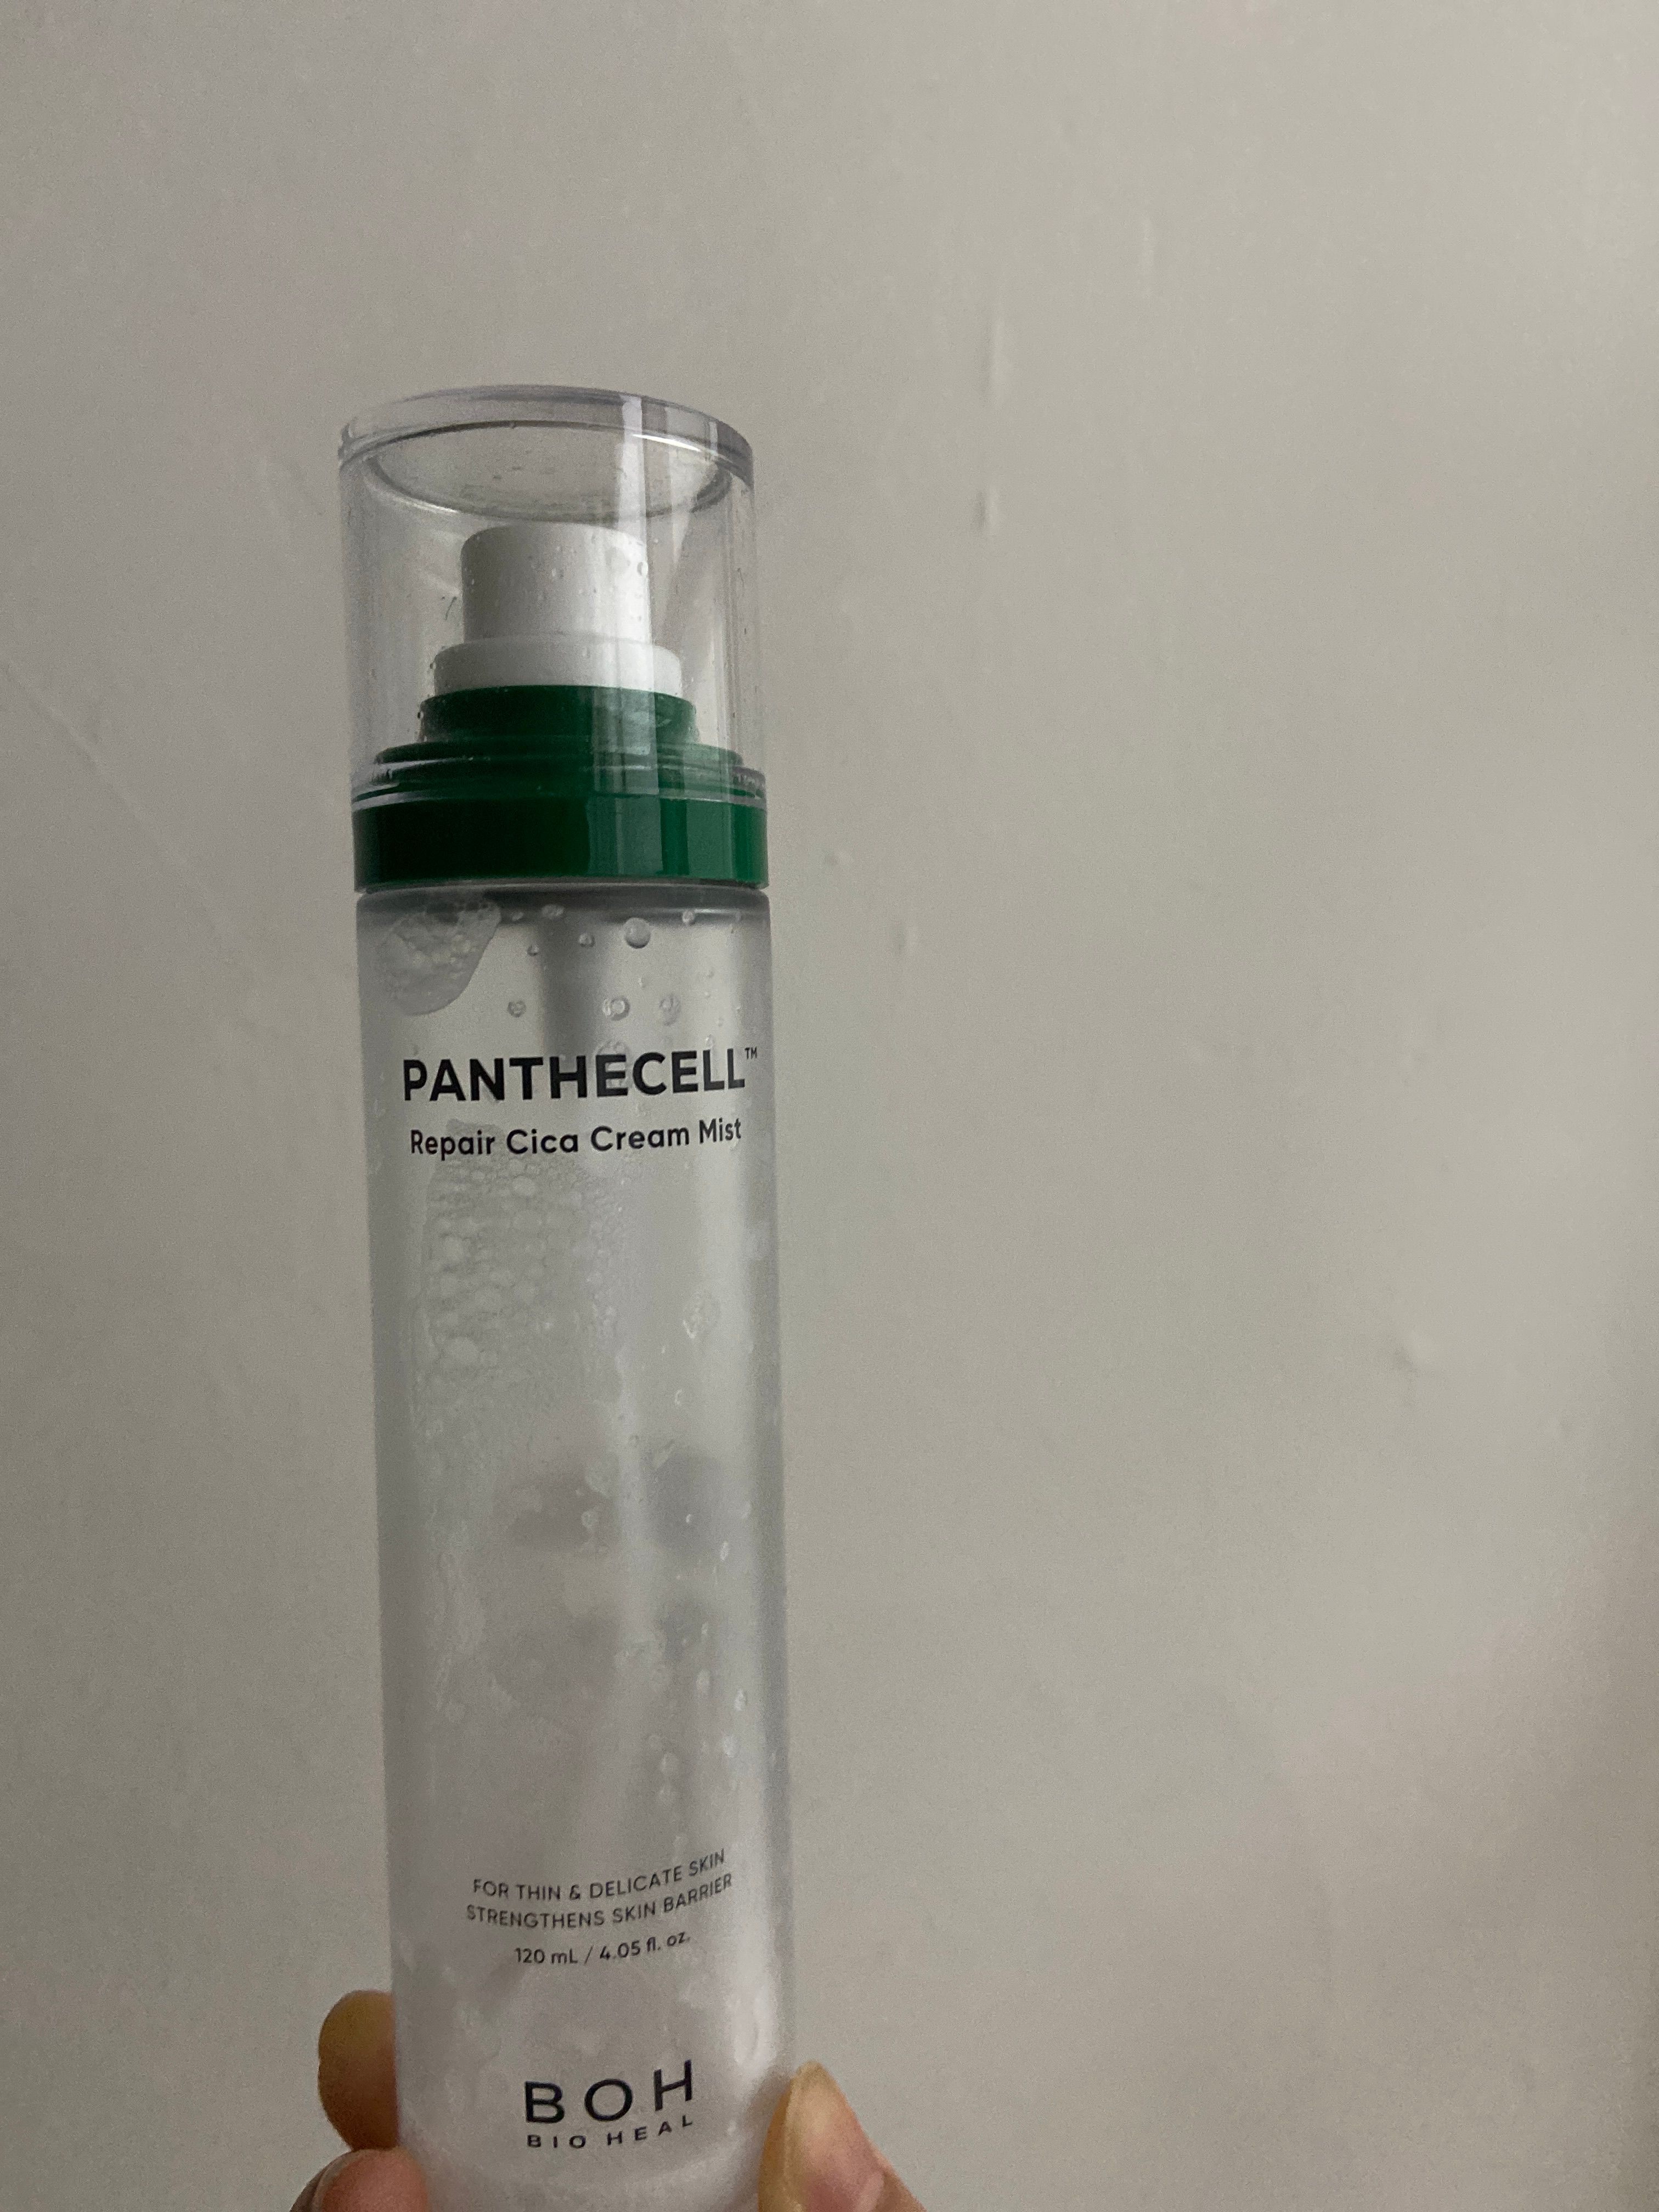 PANTHECELL™
Repair Cica Cream Mist
FOR THIN & DELICATE SKIN
STRENGTHENS SKIN BARRIER
120 mL / 4.05 fl. oz.
BOH
BIO HEAL